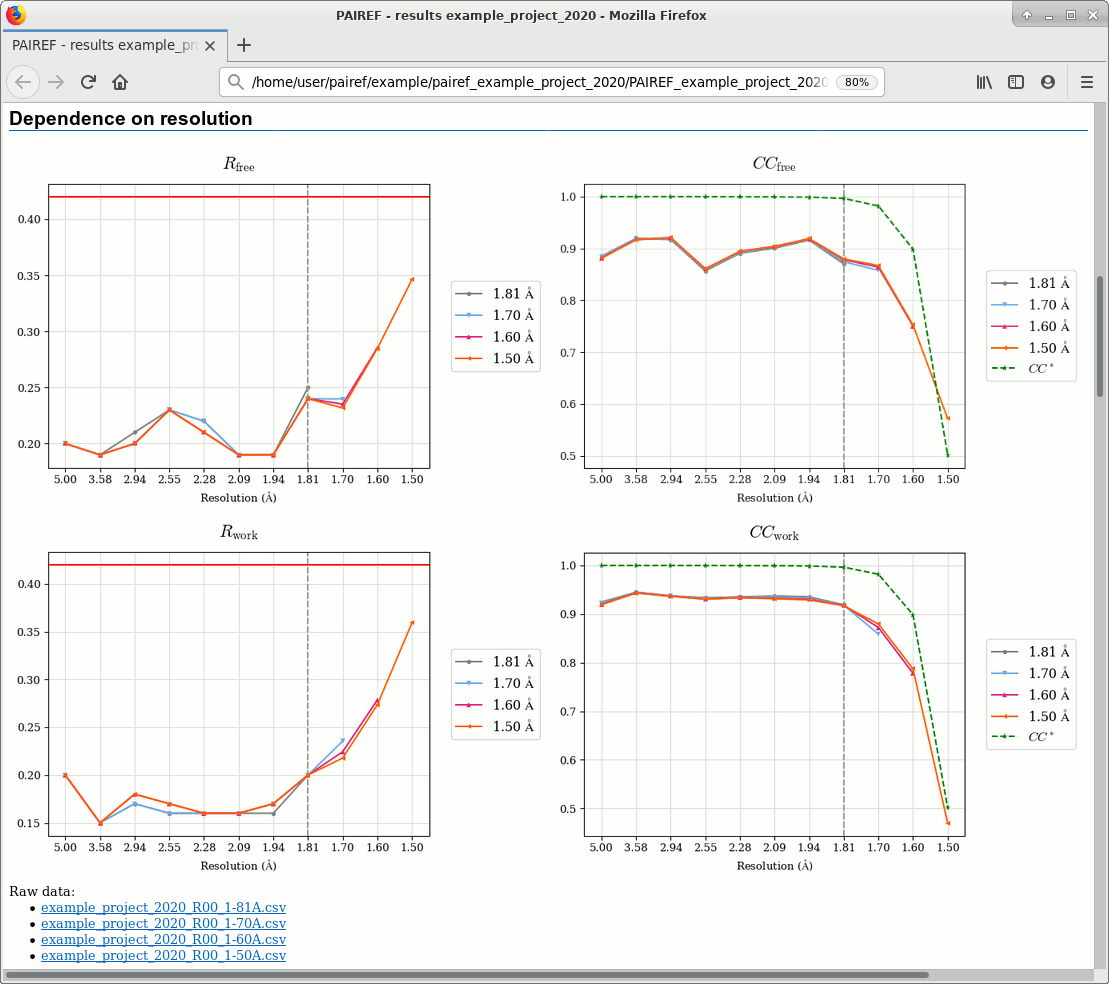 PAIREF - results example_project_2020 - Mozilla Firefox
PAIREF - results example_pr
/home/user/pairef/example/pairef_example_project_2020/PAIREF_example_project_2020 80%
Dependence on resolution
R_free
0.40
0.35
0.30
0.25
0.20
5.00 3.58 2.94 2.55 2.28 2.09 1.94 1.81 1.70 1.60 1.50
Resolution (Å)
1.81 Å
1.70 Å
1.60 Å
1.50 Å
CC_free
1.0
0.9
0.8
0.7
0.6
0.5
5.00 3.58 2.94 2.55 2.28 2.09 1.94 1.81 1.70 1.60 1.50
Resolution (Å)
1.81 Å
1.70 Å
1.60 Å
1.50 Å
CC*
R_work
0.40
0.35
0.30
0.25
0.20
0.15
5.00 3.58 2.94 2.55 2.28 2.09 1.94 1.81 1.70 1.60 1.50
Resolution (Å)
1.81 Å
1.70 Å
1.60 Å
1.50 Å
CC_work
1.0
0.9
0.8
0.7
0.6
0.5
5.00 3.58 2.94 2.55 2.28 2.09 1.94 1.81 1.70 1.60 1.50
Resolution (Å)
1.81 Å
1.70 Å
1.60 Å
1.50 Å
CC*
Raw data:
• example_project_2020_R00_1-81A.csv
• example_project_2020_R00_1-70A.csv
• example_project_2020_R00_1-60A.csv
• example_project_2020_R00_1-50A.csv